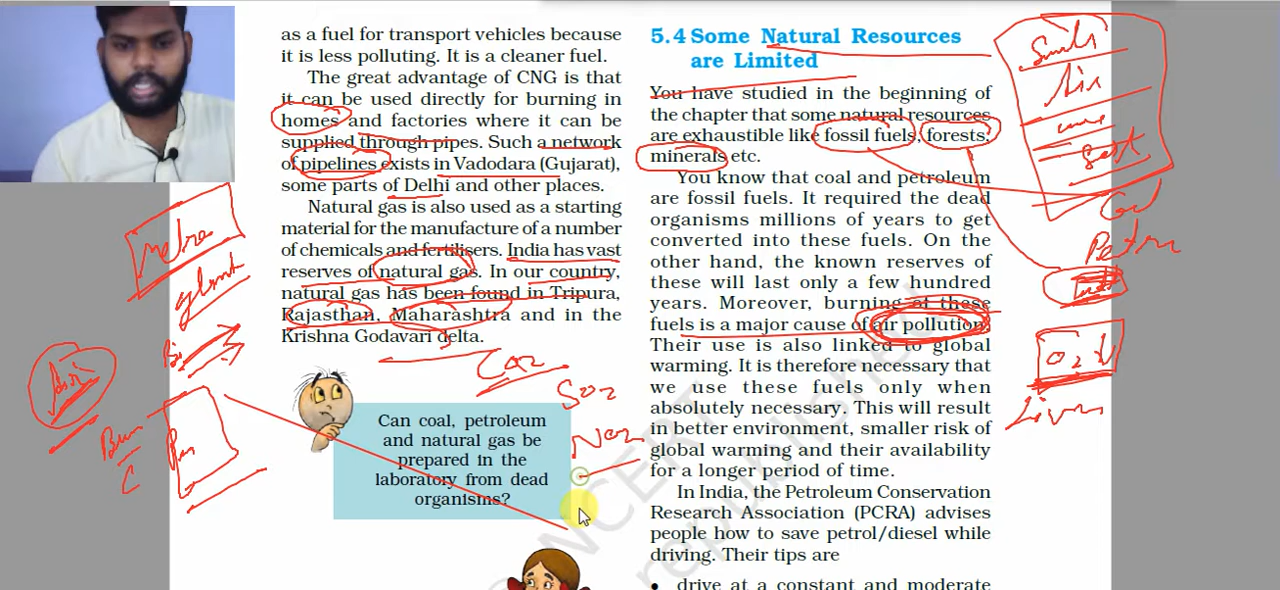 as a fuel for transport vehicles because
it is less polluting. It is a cleaner fuel.
The great advantage of CNG is that
it can be used directly for burning in
homes and factories where it can be
supplied through pipes. Such a network
of pipelines exists in Vadodara (Gujarat),
some parts of Delhi and other places.
Natural gas is also used as a starting
material for the manufacture of a number
of chemicals and fertilisers. India has vast
reserves of natural gas. In our country,
natural gas has been found in Tripura,
Rajasthan, Maharashtra and in the
Krishna Godavari delta.
Can coal, petroleum
and natural gas be
prepared in the
laboratory from dead
organisms?
5.4 Some Natural Resources
are Limited
You have studied in the beginning of
the chapter that some natural resources
are exhaustible like fossil fuels, forests,
minerals etc.
You know that coal and petroleum
are fossil fuels. It required the dead
organisms millions of years to get
converted into these fuels. On the
other hand, the known reserves of
these will last only a few hundred
years. Moreover, burning of these
fuels is a major cause of air pollution.
Their use is also linked to global
warming. It is therefore necessary that
we use these fuels only when
absolutely necessary. This will result
in better environment, smaller risk of
global warming and their availability
for a longer period of time.
In India, the Petroleum Conservation
Research Association (PCRA) advises
people how to save petrol/diesel while
driving. Their tips are
• drive at a constant and moderate
Air
Co2
So2
No2
NCERT
republished